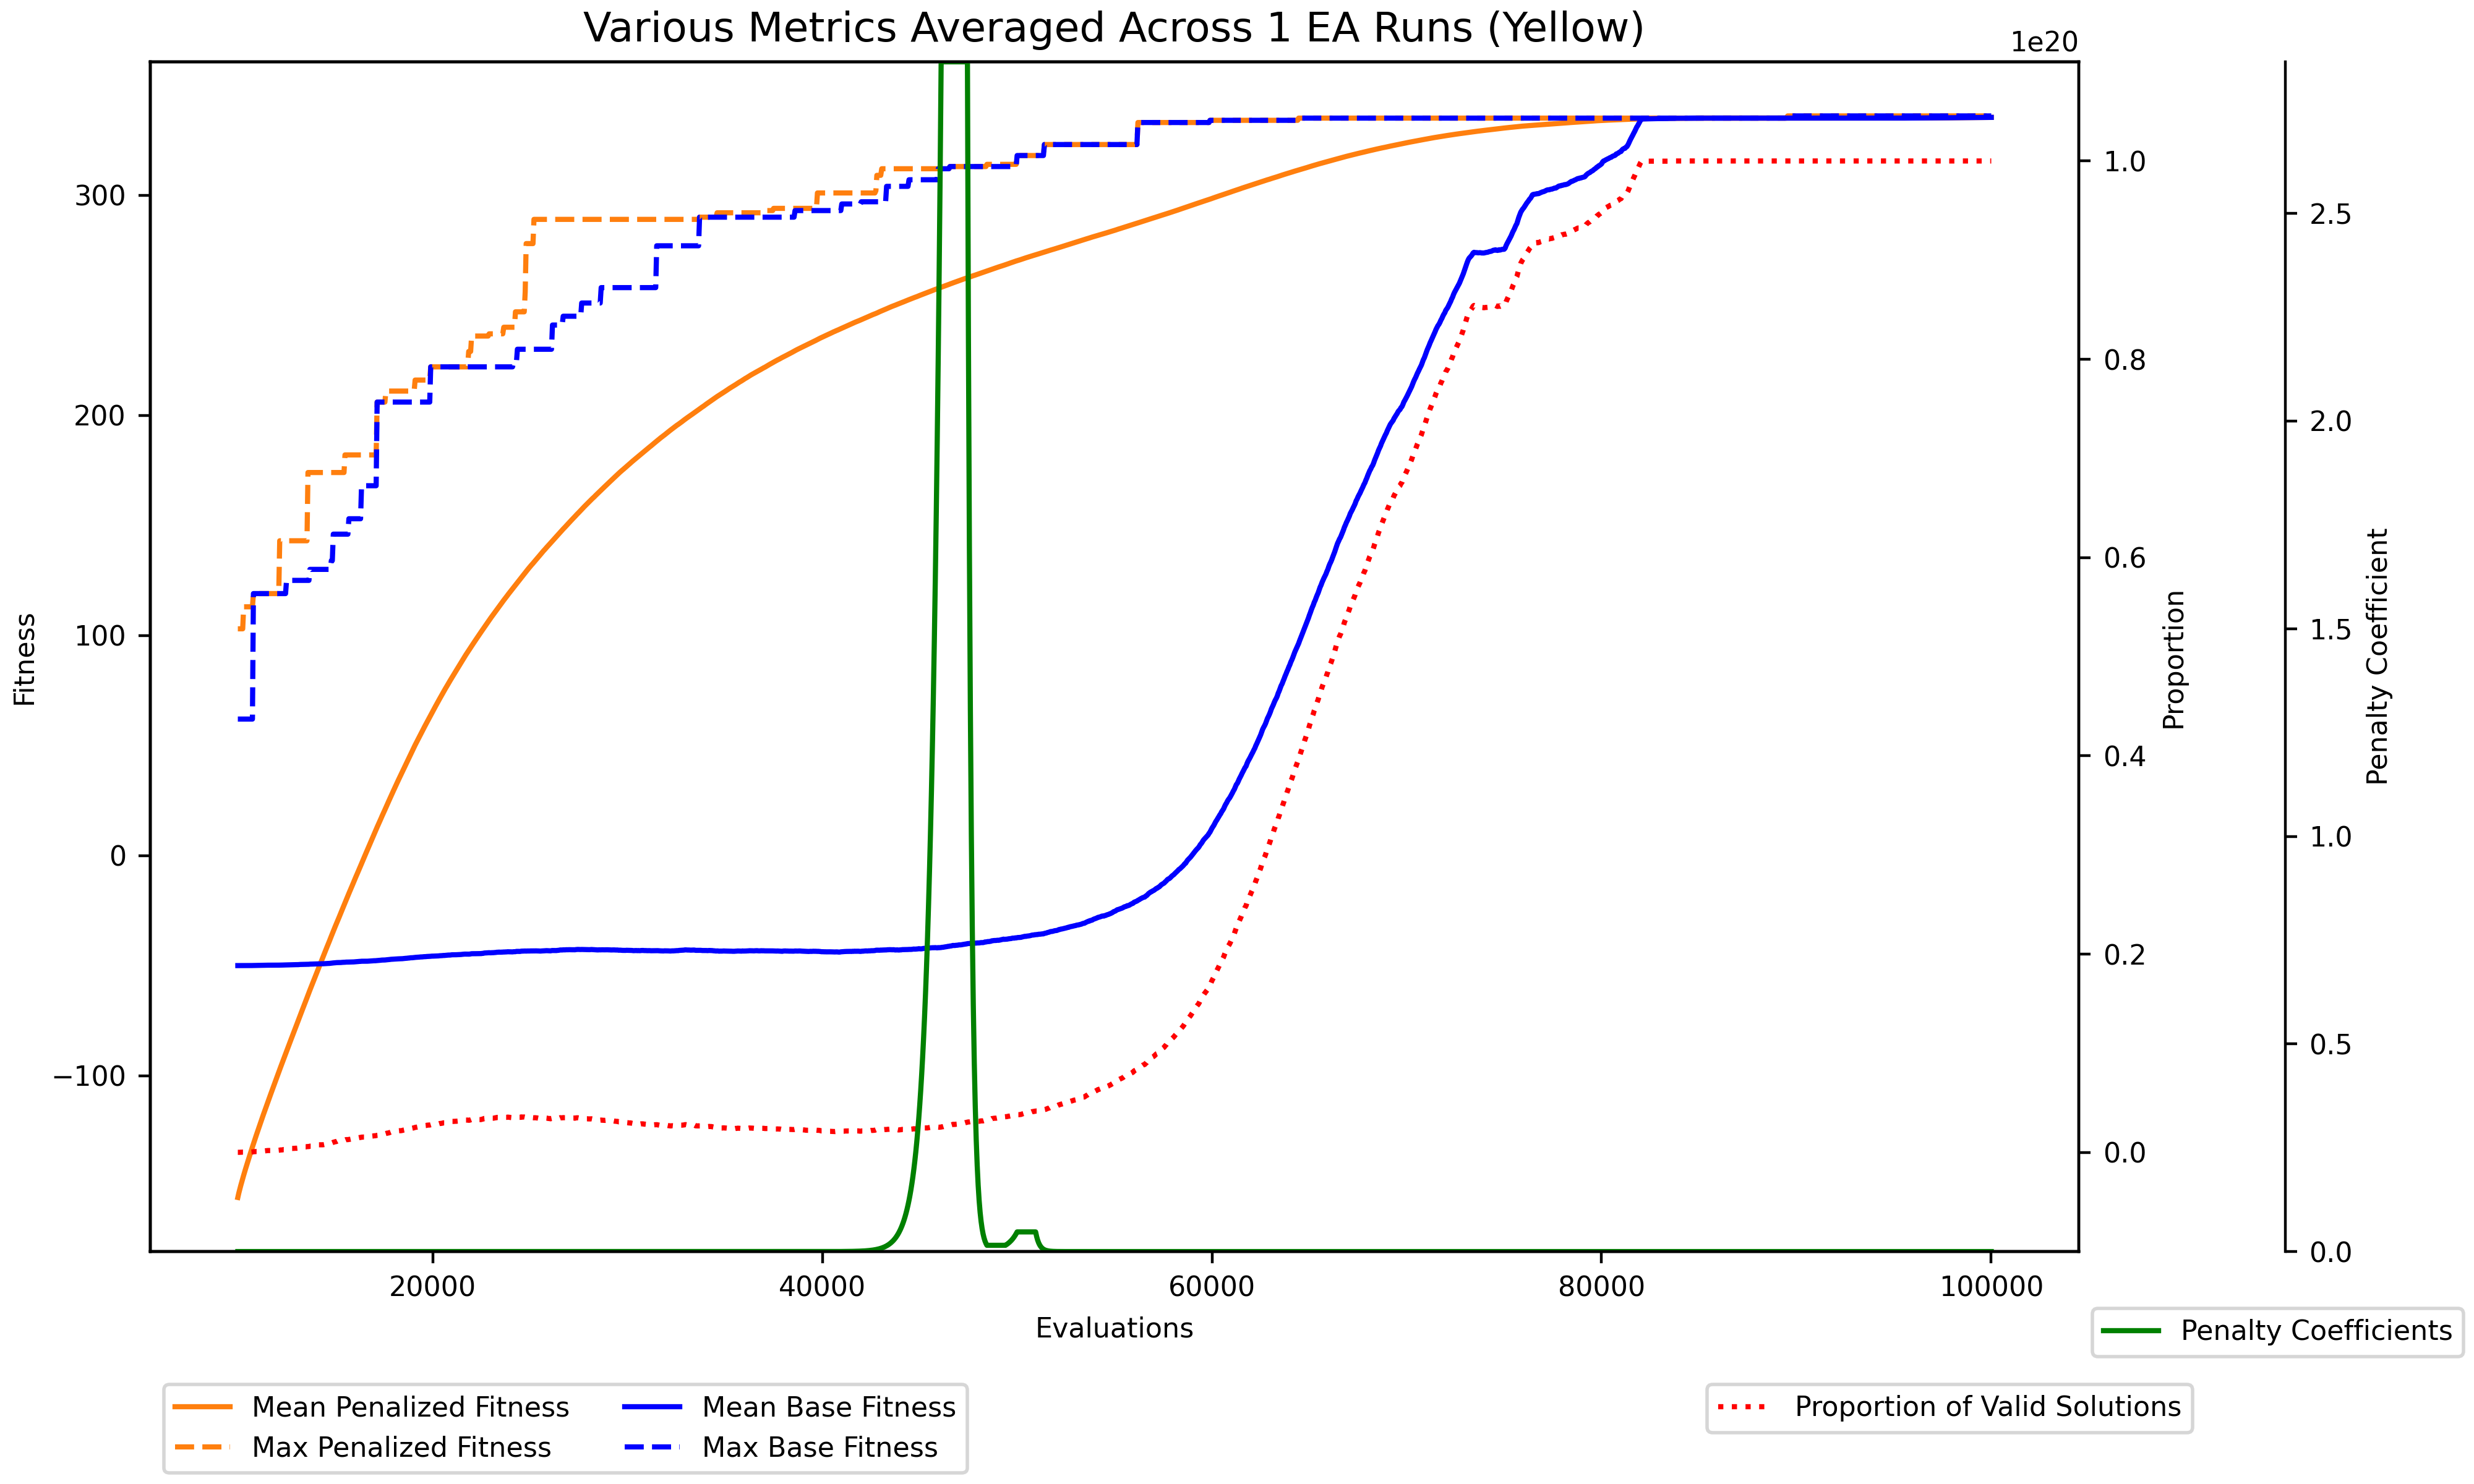 Various Metrics Averaged Across 1 EA Runs (Yellow)
1e20
Fitness
300
200
100
0
−100
1.0
0.8
0.6
0.4
0.2
0.0
Proportion
2.5
2.0
1.5
1.0
0.5
0.0
Penalty Coefficient
20000 40000 60000 80000 100000
Evaluations
Penalty Coefficients
Mean Penalized Fitness Mean Base Fitness
Max Penalized Fitness Max Base Fitness
Proportion of Valid Solutions